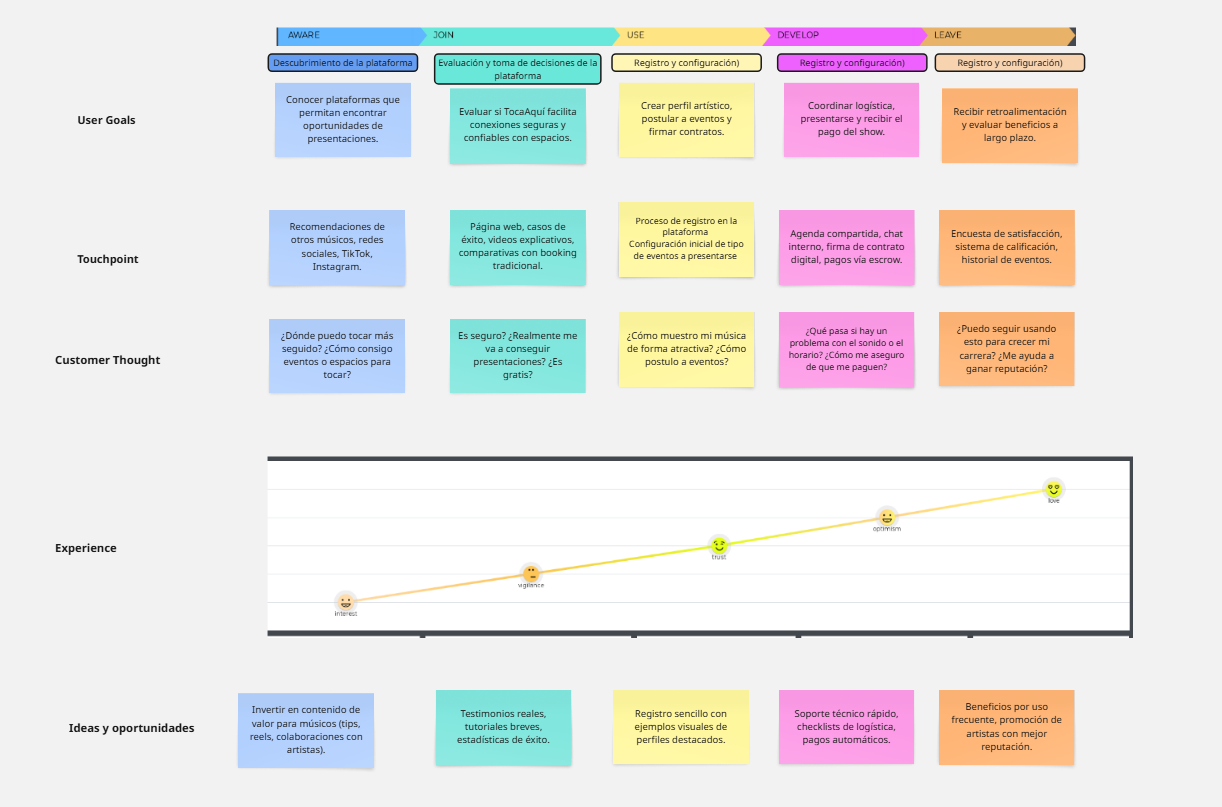 AWARE
JOIN
USE
DEVELOP
LEAVE
Descubrimiento de la plataforma
Evaluación y toma de decisiones de la
plataforma
Registro y configuración)
Registro y configuración)
Registro y configuración)
User Goals
Conocer plataformas que
permitan encontrar
oportunidades de
presentaciones.
Evaluar si TocaAquí facilita
conexiones seguras y
confiables con espacios.
Crear perfil artístico,
postular a eventos y
firmar contratos.
Coordinar logística,
presentarse y recibir el
pago del show.
Recibir retroalimentación
y evaluar beneficios a
largo plazo.
Touchpoint
Recomendaciones de
otros músicos, redes
sociales, TikTok,
Instagram.
Página web, casos de
éxito, videos explicativos,
comparativas con booking
tradicional.
Proceso de registro en la
plataforma
Configuración inicial de tipo
de eventos a presentarse
Agenda compartida, chat
interno, firma de contrato
digital, pagos vía escrow.
Encuesta de satisfacción,
sistema de calificación,
historial de eventos.
Customer Thought
¿Dónde puedo tocar más
seguido? ¿Cómo consigo
eventos o espacios para
tocar?
Es seguro? ¿Realmente me
va a conseguir
presentaciones? ¿Es
gratis?
¿Cómo muestro mi música
de forma atractiva? ¿Cómo
postulo a eventos?
¿Qué pasa si hay un
problema con el sonido o el
horario? ¿Cómo me aseguro
de que me paguen?
¿Puedo seguir usando
esto para crecer mi
carrera? ¿Me ayuda a
ganar reputación?
Experience
interest
vigilance
trust
optimism
love
Ideas y oportunidades
Invertir en contenido de
valor para músicos (tips,
reels, colaboraciones con
artistas).
Testimonios reales,
tutoriales breves,
estadísticas de éxito.
Registro sencillo con
ejemplos visuales de
perfiles destacados.
Soporte técnico rápido,
checklists de logística,
pagos automáticos.
Beneficios por uso
frecuente, promoción de
artistas con mejor
reputación.